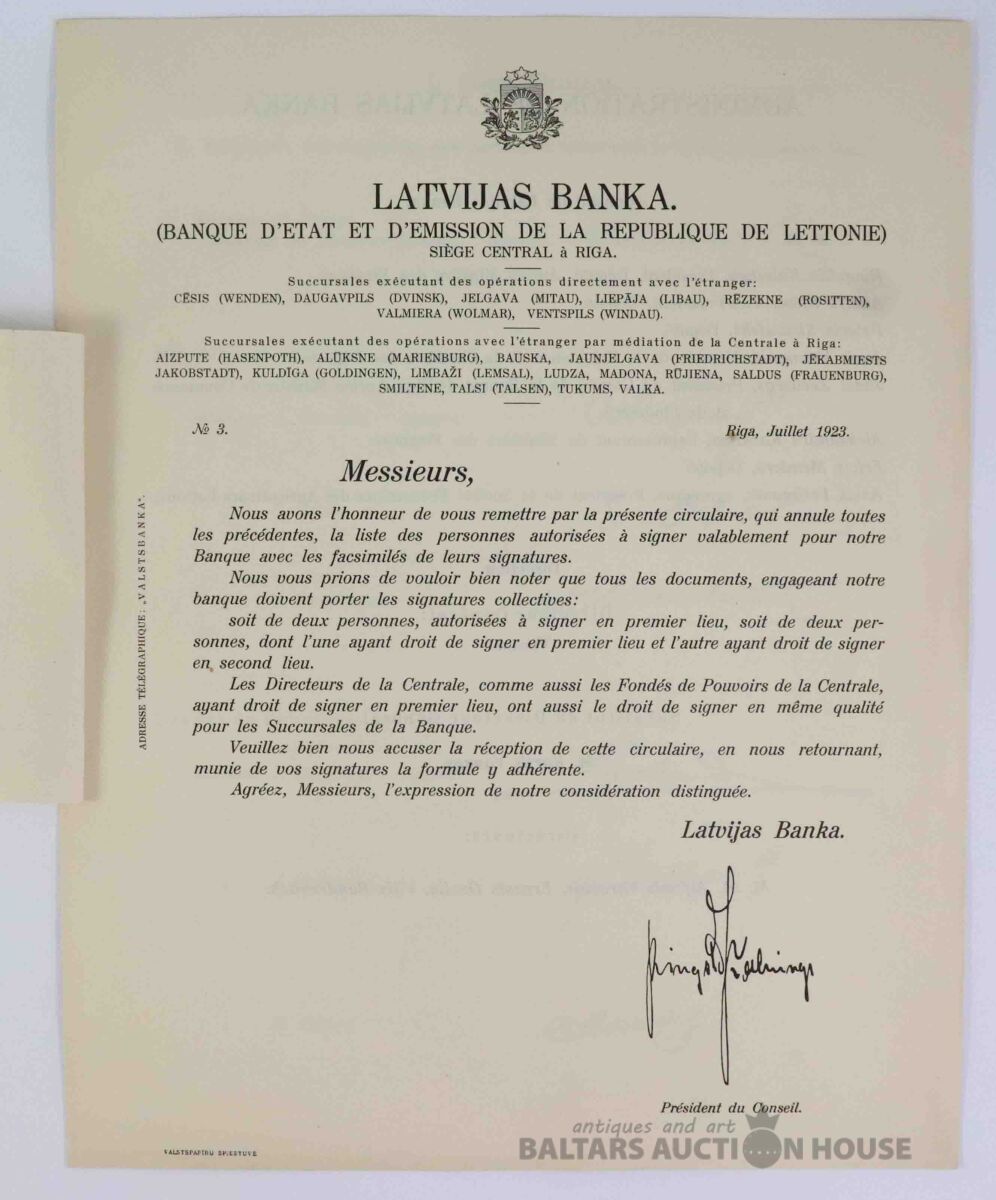 LATVIJAS BANKA.
(BANQUE D'ETAT ET D'EMISSION DE LA REPUBLIQUE DE LETTONIE)
SIÈGE CENTRAL à RIGA.
Succursales exécutant des opérations directement avec l'étranger:
CĒSIS (WENDEN), DAUGAVPILS (DVINSK), JELGAVA (MITAU), LIEPĀJA (LIBAU), RĒZEKNE (ROSITTEN),
VALMIERA (WOLMAR), VENTSPILS (WINDAU).
Succursales exécutant des opérations avec l'étranger par médiation de la Centrale à Riga:
AIZPUTE (HASENPOTH), ALŪKSNE (MARIENBURG), BAUSKA, JAUNJELGAVA (FRIEDRICHSTADT), JĒKABMIESTS
JAKOBSTADT), KULDĪGA (GOLDINGEN), LIMBAŽI (LEMSAL), LUDZA, MADONA, RŪJIENA, SALDUS (FRAUENBURG),
SMILTENE, TALSI (TALSEN), TUKUMS, VALKA.
№ 3.
Riga, Juillet 1923.
Messieurs,
Nous avons l'honneur de vous remettre par la présente circulaire, qui annule toutes
les précédentes, la liste des personnes autorisées à signer valablement pour notre
Banque avec les facsimilés de leurs signatures.
Nous vous prions de vouloir bien noter que tous les documents, engageant notre
banque doivent porter les signatures collectives:
soit de deux personnes, autorisées à signer en premier lieu, soit de deux per-
sonnes, dont l'une ayant droit de signer en premier lieu et l'autre ayant droit de signer
en second lieu.
Les Directeurs de la Centrale, comme aussi les Fondés de Pouvoirs de la Centrale,
ayant droit de signer en premier lieu, ont aussi le droit de signer en même qualité
pour les Succursales de la Banque.
Veuillez bien nous accuser la réception de cette circulaire, en nous retournant,
munie de vos signatures la formule y adhérente.
Agréez, Messieurs, l'expression de notre considération distinguée.
Latvijas Banka.
Président du Conseil.
ADRESSE TÉLÉGRAPHIQUE: „VALSTSBANKA".
VALSTSPAPĪRU SPIESTUVE
antiques and art
BALTARS AUCTION HOUSE